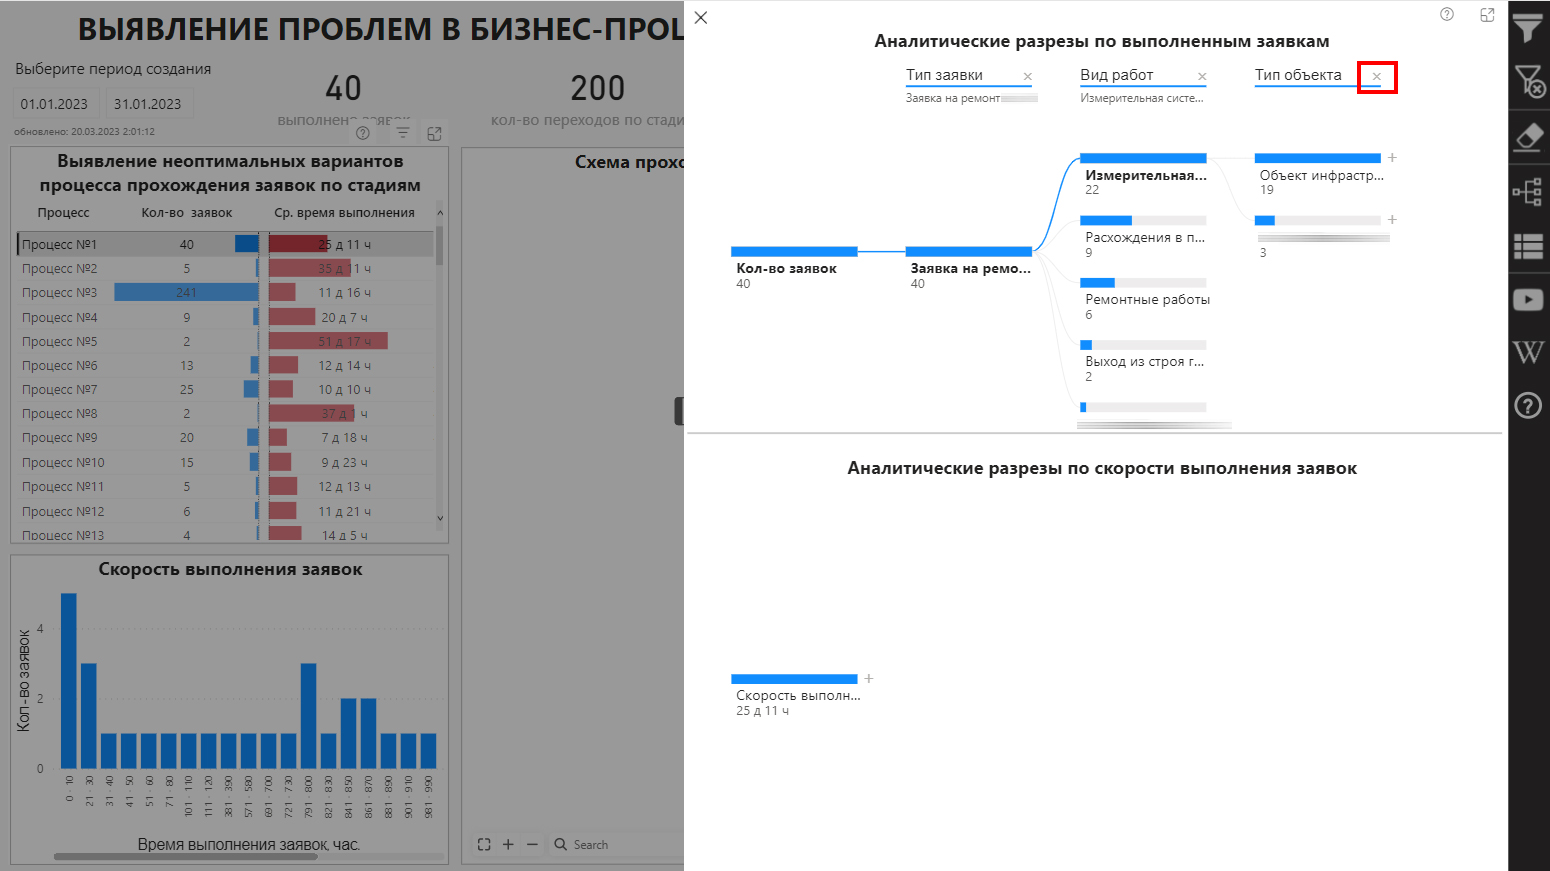 ВЫЯВЛЕНИЕ ПРОБЛЕМ В БИЗНЕС-ПРОЦ
Выберите период создания
01.01.2023
31.01.2023
обновлено: 20.03.2023 2:01:12
40
выполнено заявок
200
кол-во переходов по стади
Выявление неоптимальных вариантов
процесса прохождения заявок по стадиям
Процесс Кол-во заявок Ср. время выполнения
Процесс №1 40 25 д 11 ч
Процесс №2 5 35 д 11 ч
Процесс №3 241 11 д 16 ч
Процесс №4 9 20 д 7 ч
Процесс №5 2 51 д 17 ч
Процесс №6 13 12 д 14 ч
Процесс №7 25 10 д 10 ч
Процесс №8 2 37 д 1 ч
Процесс №9 20 7 д 18 ч
Процесс №10 15 9 д 23 ч
Процесс №11 5 12 д 13 ч
Процесс №12 6 11 д 21 ч
Процесс №13 4 14 д 5 ч
Схема прохо
Скорость выполнения заявок
Кол-во заявок
4
2
0
0 - 10
21 - 30
31 - 40
41 - 50
51 - 60
71 - 80
101 - 110
111 - 120
381 - 390
571 - 580
691 - 700
721 - 730
791 - 800
821 - 830
841 - 850
861 - 870
881 - 890
901 - 910
981 - 990
Время выполнения заявок, час.
Search
Аналитические разрезы по выполненным заявкам
Тип заявки
Заявка на ремонт
Вид работ
Измерительная систе...
Тип объекта
Кол-во заявок
40
Заявка на ремо...
40
Измерительная...
22
Расхождения в п...
9
Ремонтные работы
6
Выход из строя г...
2
Объект инфрастр...
19
3
Аналитические разрезы по скорости выполнения заявок
Скорость выполн...
25 д 11 ч